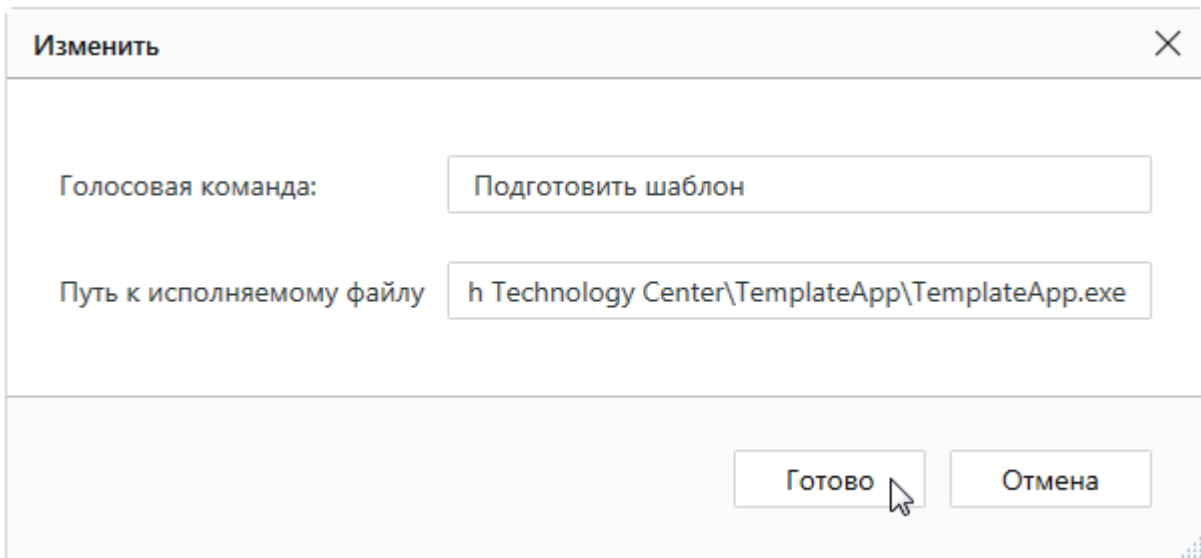 Изменить
Голосовая команда: Подготовить шаблон
Путь к исполняемому файлу h Technology Center\TemplateApp\TemplateApp.exe
Готово Отмена